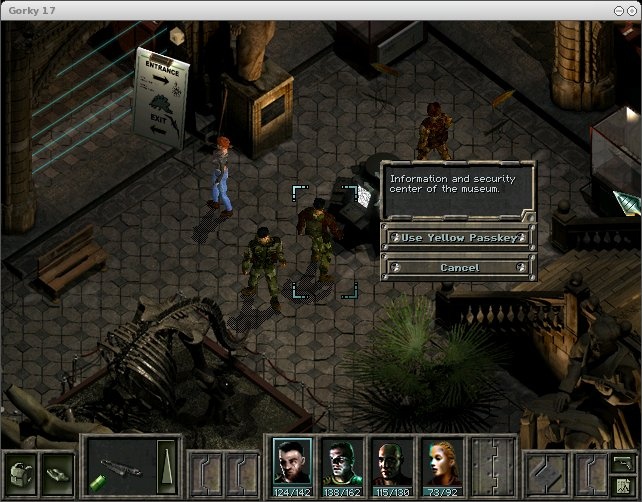 Gorky 17
ENTRANCE
EXIT
Information and security
center of the museum.
Use Yellow Passkey
Cancel
124/142
138/162
115/130
73/92